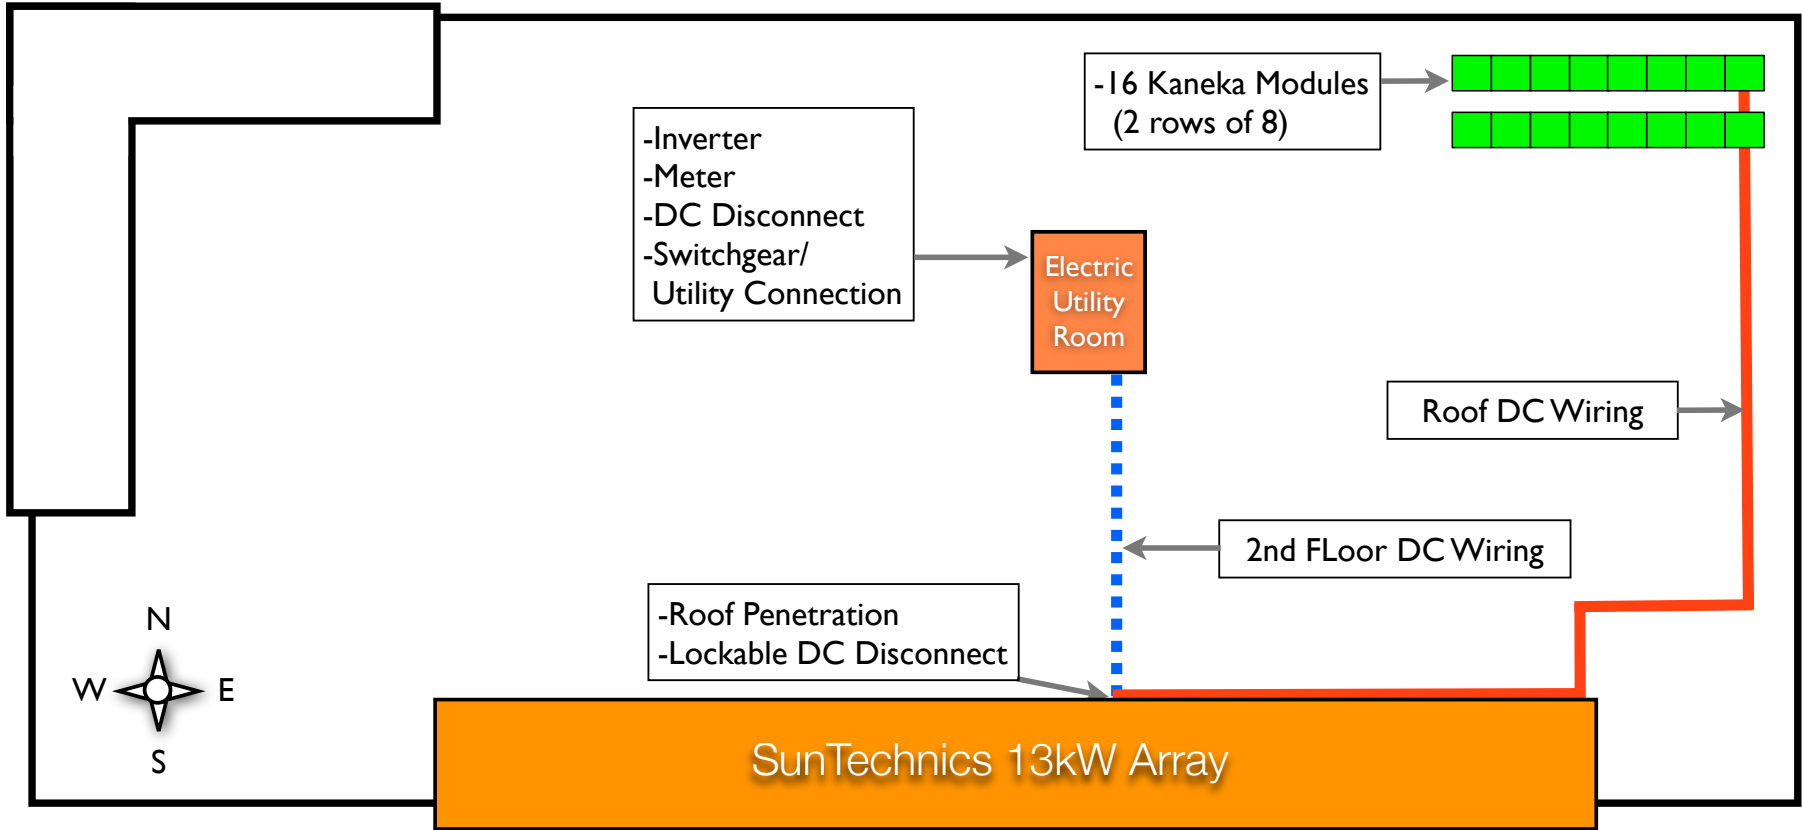 -16 Kaneka Modules
(2 rows of 8)
-Inverter
-Meter
-DC Disconnect
-Switchgear/
Utility Connection
Electric
Utility
Room
Roof DC Wiring
2nd FLoor DC Wiring
-Roof Penetration
-Lockable DC Disconnect
N
W
E
S
SunTechnics 13kW Array